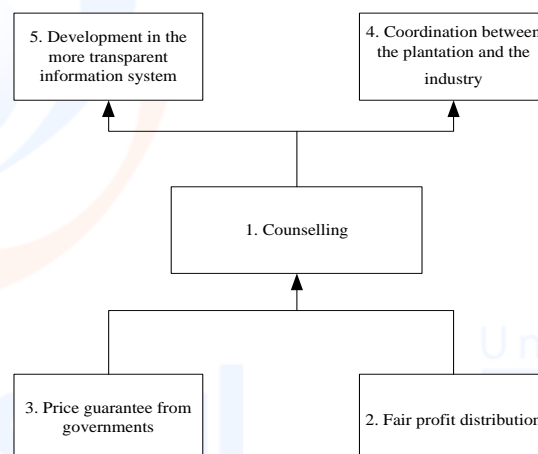 5. Development in the
more transparent
information system
4. Coordination between
the plantation and the
industry
1. Counselling
3. Price guarantee from
governments
2. Fair profit distribution